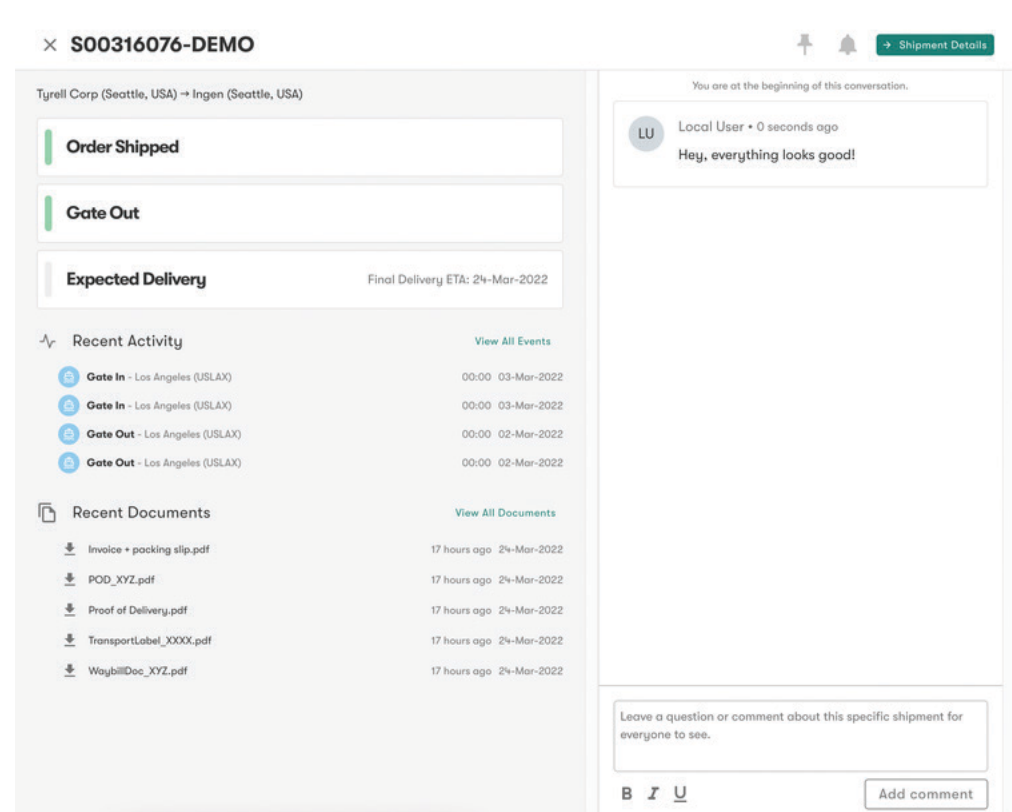 S00316076-DEMO
→ Shipment Details
Tyrell Corp (Seattle, USA) → Ingen (Seattle, USA)
Order Shipped
Gate Out
Expected Delivery Final Delivery ETA: 24-Mar-2022
Recent Activity View All Events
Gate In - Los Angeles (USLAX) 00:00 03-Mar-2022
Gate In - Los Angeles (USLAX) 00:00 03-Mar-2022
Gate Out - Los Angeles (USLAX) 00:00 02-Mar-2022
Gate Out - Los Angeles (USLAX) 00:00 02-Mar-2022
Recent Documents View All Documents
Invoice + packing slip.pdf 17 hours ago 24-Mar-2022
POD_XYZ.pdf 17 hours ago 24-Mar-2022
Proof of Delivery.pdf 17 hours ago 24-Mar-2022
TransportLabel_XXXX.pdf 17 hours ago 24-Mar-2022
WaybillDoc_XYZ.pdf 17 hours ago 24-Mar-2022
You are at the beginning of this conversation.
LU
Local User • 0 seconds ago
Hey, everything looks good!
Leave a question or comment about this specific shipment for
everyone to see.
B I U Add comment